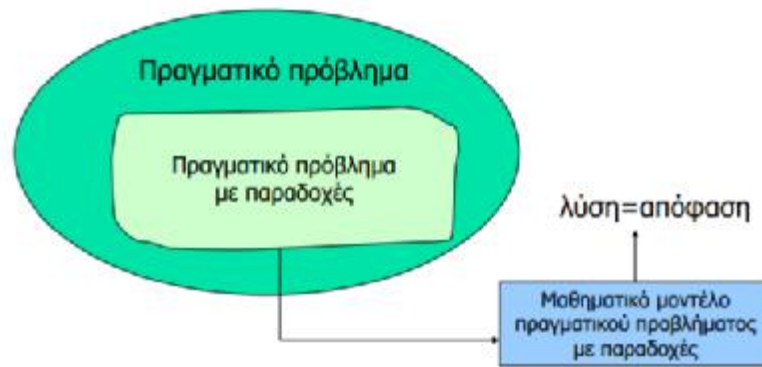 Πραγματικό πρόβλημα
Πραγματικό πρόβλημα
με παραδοχές
λύση=απόφαση
Μαθηματικό μοντέλο
πραγματικού προβλήματος
με παραδοχές